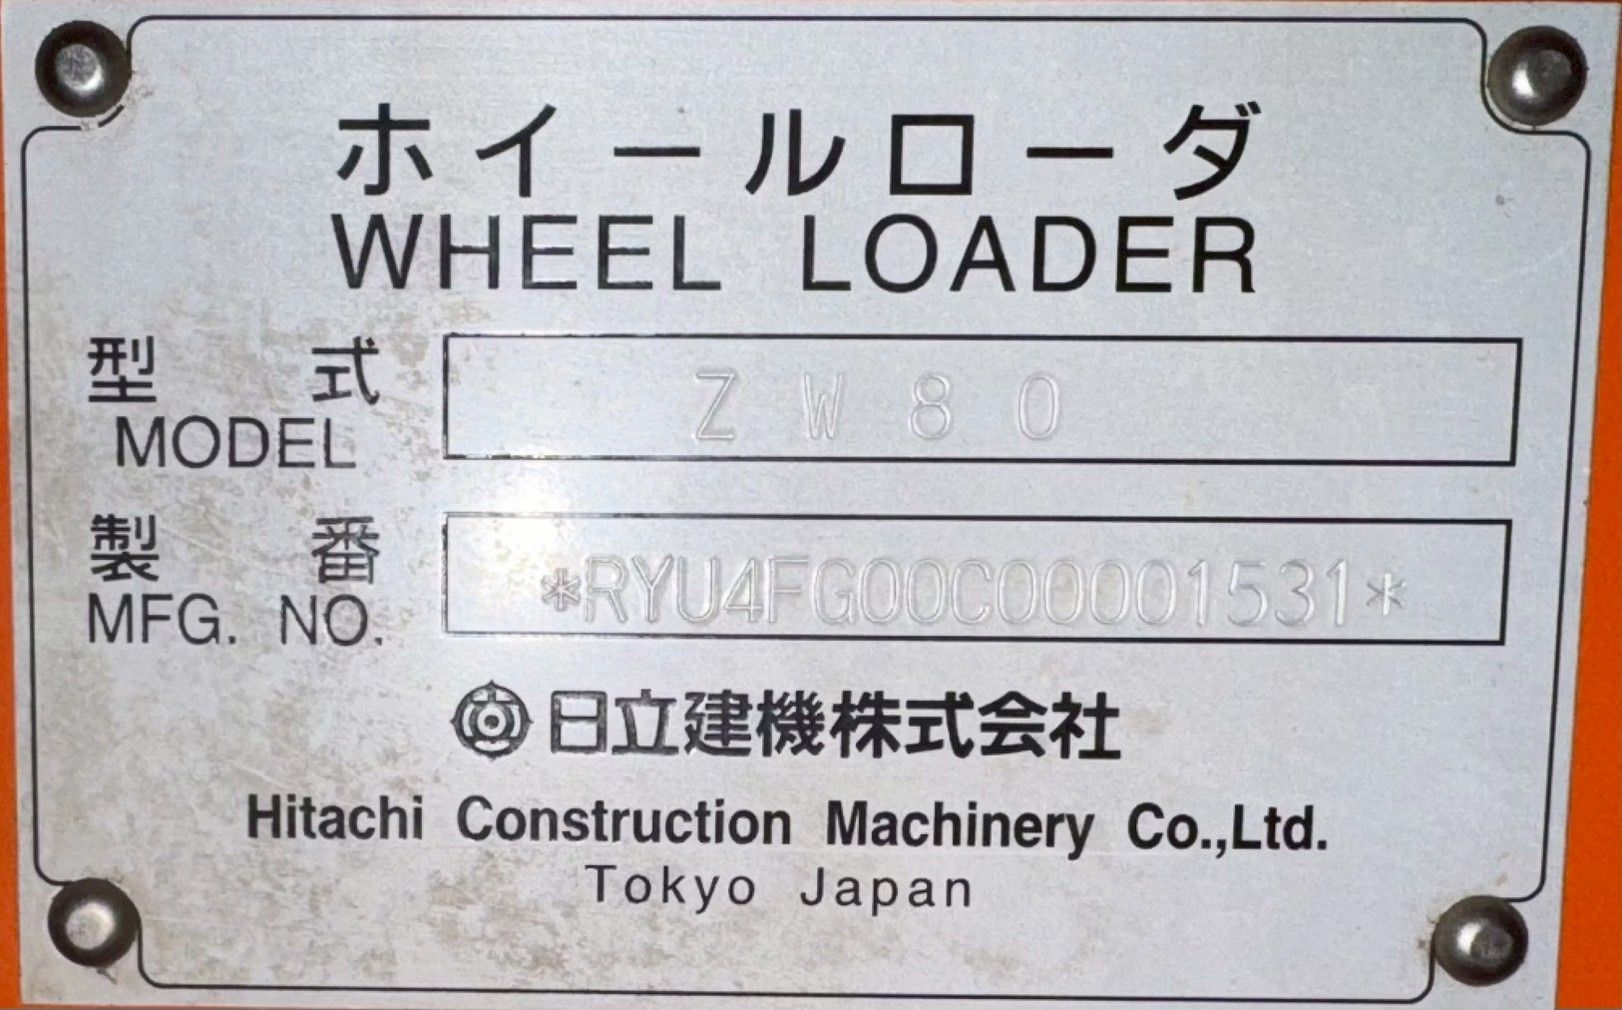 ホイールローダ
WHEEL LOADER
型式 ZW80
MODEL
製番 *RYU4FG00C00001531*
MFG. NO.
日立建機株式会社
Hitachi Construction Machinery Co.,Ltd.
Tokyo Japan